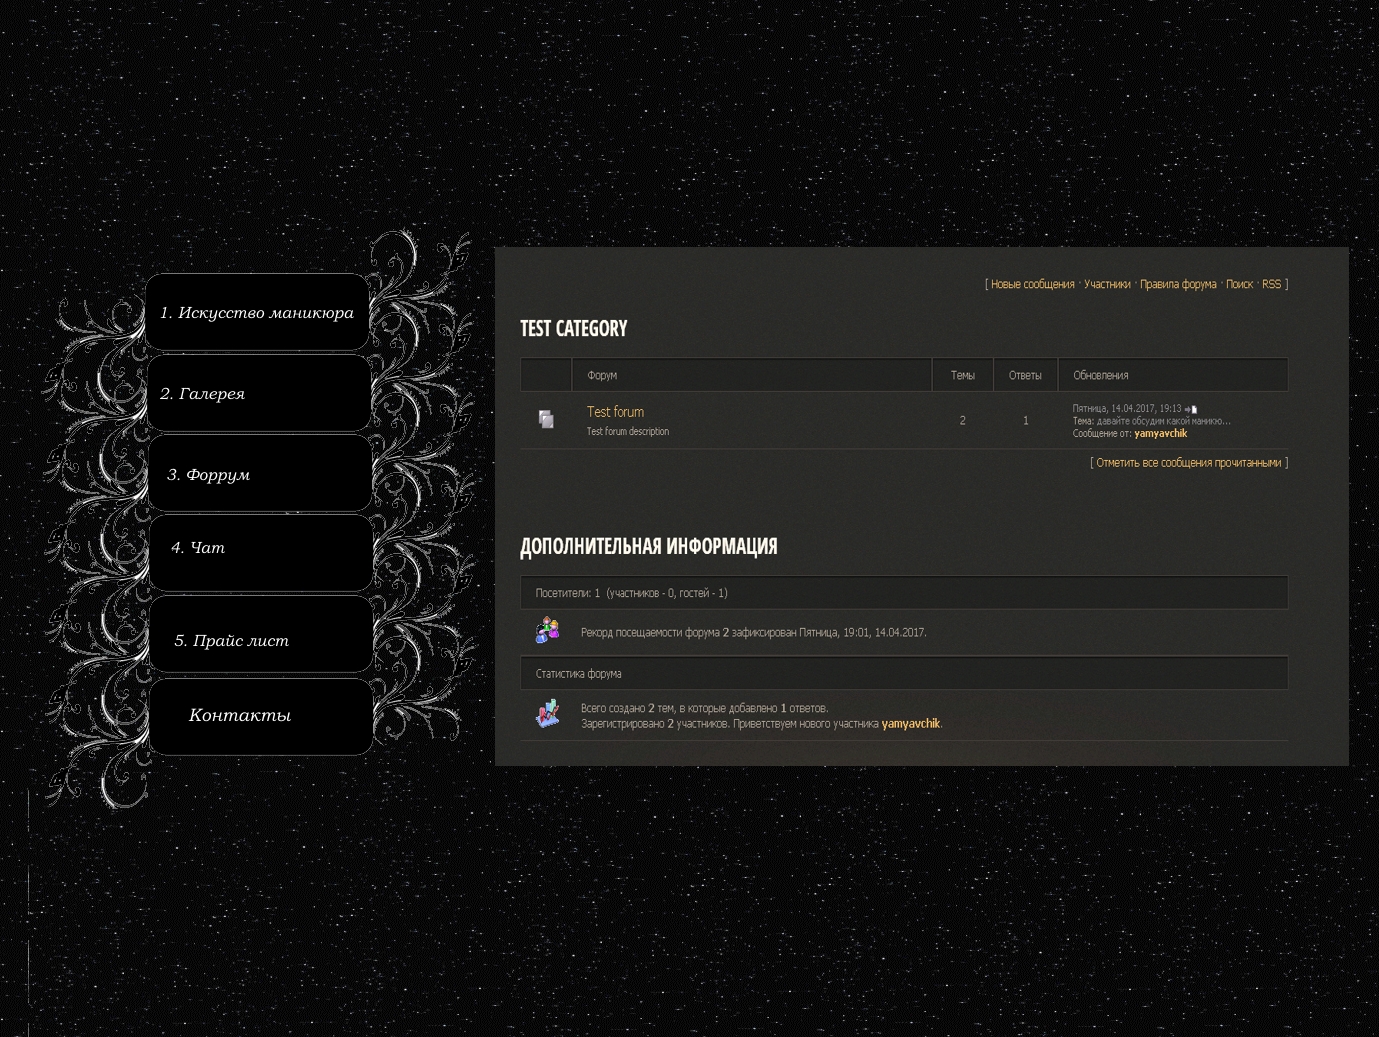 1. Искусство маникюра
2. Галерея
3. Форрум
4. Чат
5. Прайс лист
Контакты
[ Новые сообщения · Участники · Правила форума · Поиск · RSS ]
TEST CATEGORY
Форум Темы Ответы Обновления
Test forum
Test forum description
2 1
Пятница, 14.04.2017, 19:13
Тема: давайте обсудим какой маникю...
Сообщение от: yamyavchik
[ Отметить все сообщения прочитанными ]
ДОПОЛНИТЕЛЬНАЯ ИНФОРМАЦИЯ
Посетители: 1 (участников - 0, гостей - 1)
Рекорд посещаемости форума 2 зафиксирован Пятница, 19:01, 14.04.2017.
Статистика форума
Всего создано 2 тем, в которые добавлено 1 ответов.
Зарегистрировано 2 участников. Приветствуем нового участника yamyavchik.